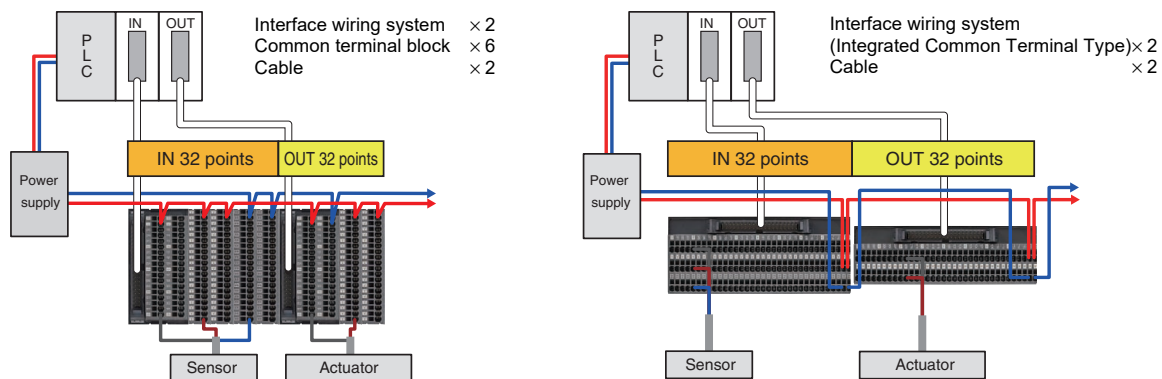 IN OUT
P
L
C
Interface wiring system × 2
Common terminal block × 6
Cable × 2
IN 32 points OUT 32 points
Power
supply
Sensor Actuator
IN OUT
P
L
C
Interface wiring system
(Integrated Common Terminal Type) × 2
Cable × 2
IN 32 points OUT 32 points
Power
supply
Sensor Actuator